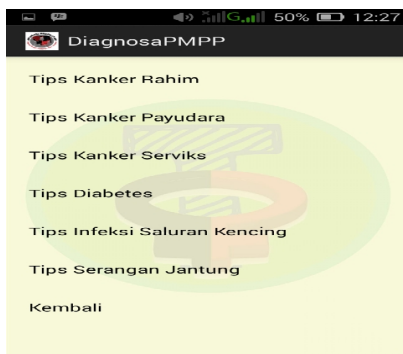 G
50%
12:27
DiagnosaPMPP
Tips Kanker Rahim
Tips Kanker Payudara
Tips Kanker Serviks
Tips Diabetes
Tips Infeksi Saluran Kencing
Tips Serangan Jantung
Kembali